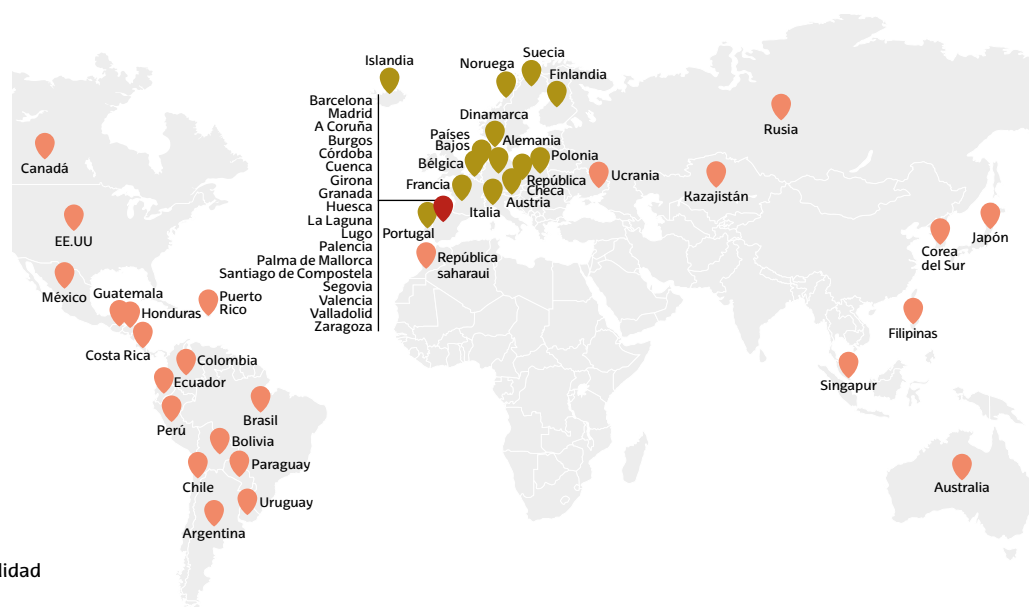 Islandia
Noruega
Suecia
Finlandia
Barcelona
Madrid
A Coruña
Burgos
Córdoba
Cuenca
Girona
Granada
Huesca
La Laguna
Lugo
Palencia
Palma de Mallorca
Santiago de Compostela
Segovia
Valencia
Valladolid
Zaragoza
Dinamarca
Países
Bajos
Alemania
Bélgica
Polonia
Francia
República
Checa
Austria
Italia
Portugal
República
saharaui
Ucrania
Rusia
Kazajistán
Japón
Corea
del Sur
Filipinas
Singapur
Australia
Canadá
EE.UU
México
Guatemala
Honduras
Puerto
Rico
Costa Rica
Colombia
Ecuador
Brasil
Perú
Bolivia
Paraguay
Chile
Uruguay
Argentina
lidad